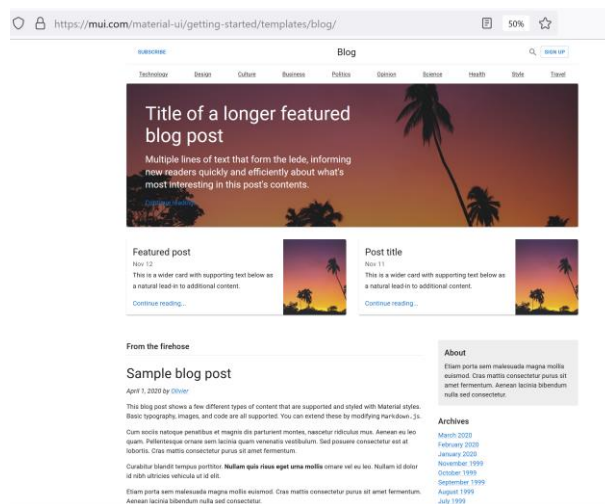 https://mui.com/material-ui/getting-started/templates/blog/
50%
SUBSCRIBE
Blog
SIGN UP
Technology Design Culture Business Politics Opinion Science Health Style Travel
Title of a longer featured
blog post
Multiple lines of text that form the lede, informing
new readers quickly and efficiently about what's
most interesting in this post's contents.
Continue reading...
Featured post
Nov 12
This is a wider card with supporting text below as
a natural lead-in to additional content.
Continue reading...
Post title
Nov 11
This is a wider card with supporting text below as
a natural lead-in to additional content.
Continue reading...
From the firehose
Sample blog post
April 1, 2020 by Olivier
This blog post shows a few different types of content that are supported and styled with Material styles.
Basic typography, images, and code are all supported. You can extend these by modifying Markdown.js.
Cum sociis natoque penatibus et magnis dis parturient montes, nascetur ridiculus mus. Aenean eu leo
quam. Pellentesque ornare sem lacinia quam venenatis vestibulum. Sed posuere consectetur est at
lobortis. Cras mattis consectetur purus sit amet fermentum.
Curabitur blandit tempus porttitor. Nullam quis risus eget urna mollis ornare vel eu leo. Nullam id dolor
id nibh ultricies vehicula ut id elit.
Etiam porta sem malesuada magna mollis euismod. Cras mattis consectetur purus sit amet fermentum.
Aenean lacinia bibendum nulla sed consectetur.
About
Etiam porta sem malesuada magna mollis
euismod. Cras mattis consectetur purus sit
amet fermentum. Aenean lacinia bibendum
nulla sed consectetur.
Archives
March 2020
February 2020
January 2020
November 1999
October 1999
September 1999
August 1999
July 1999